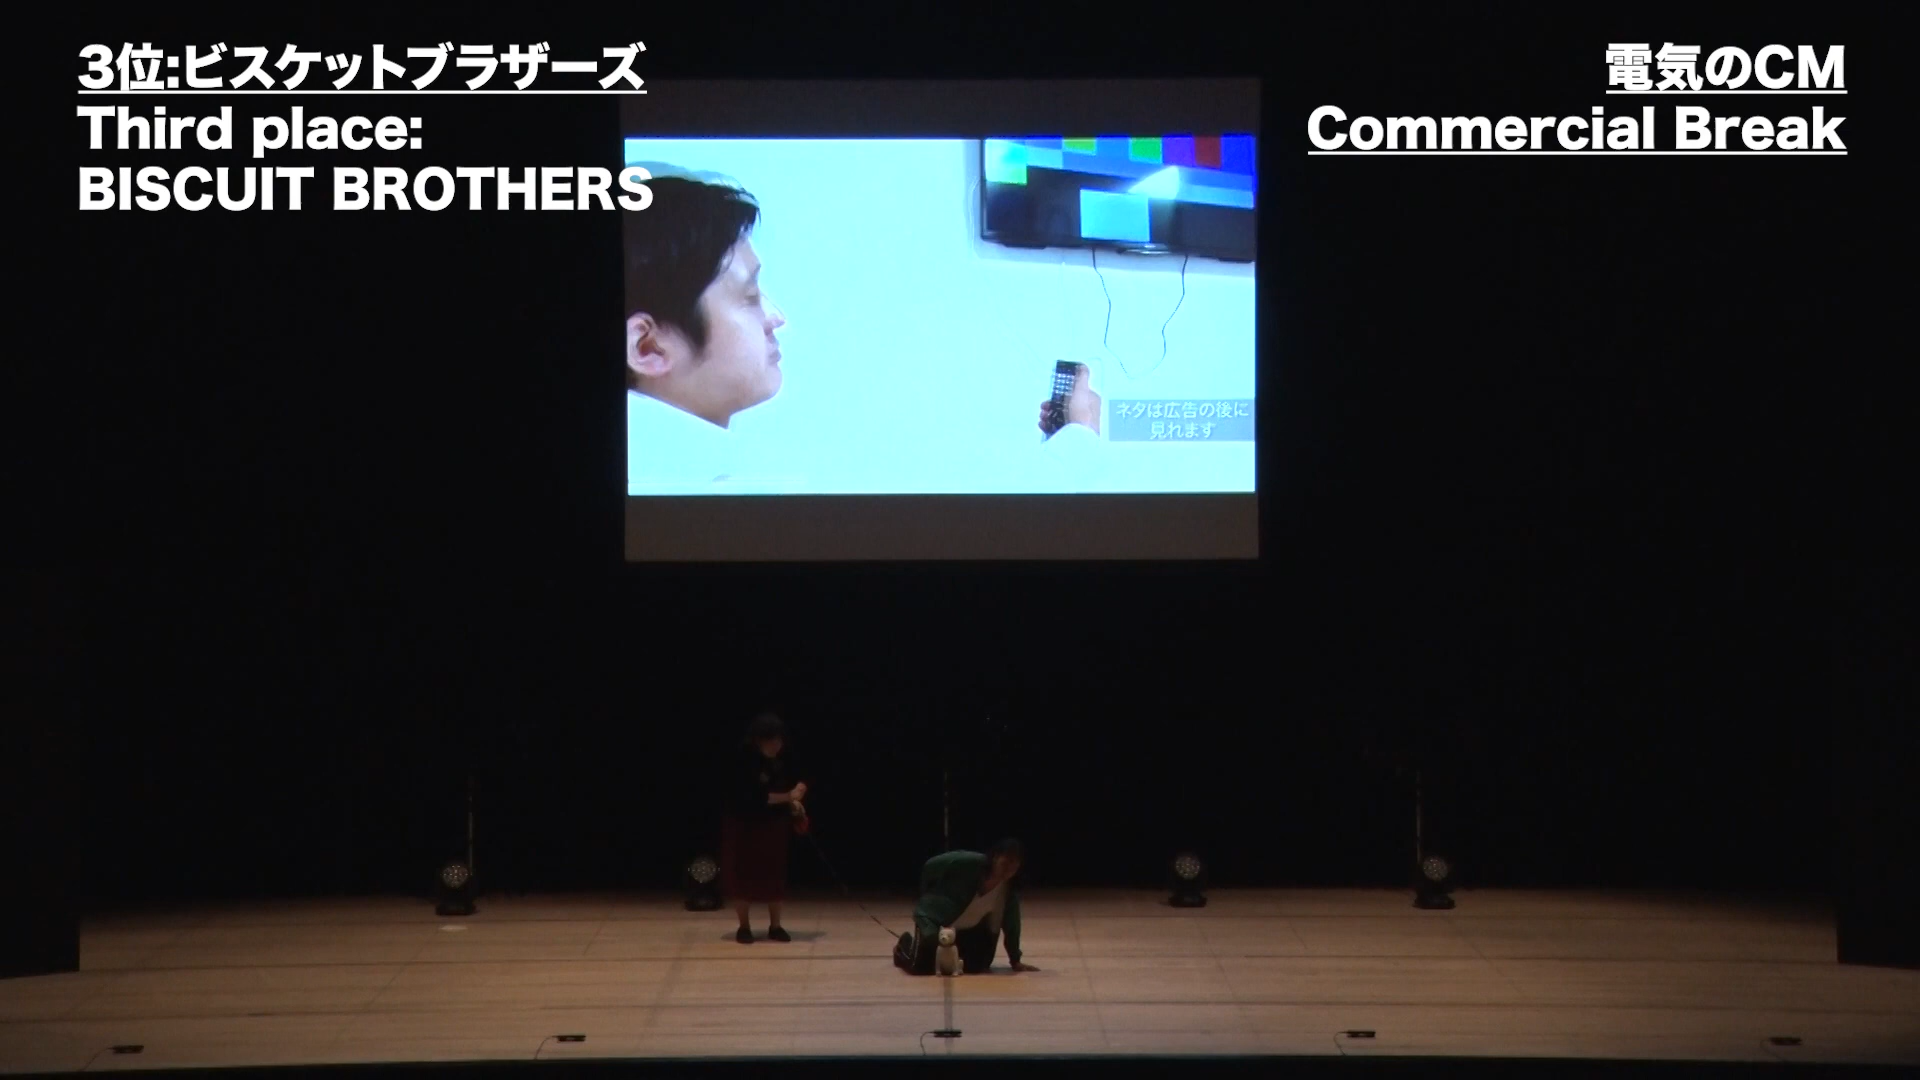 3位:ビスケットブラザーズ
Third place:
BISCUIT BROTHERS
電気のCM
Commercial Break
ネタは広告の後に
見れます